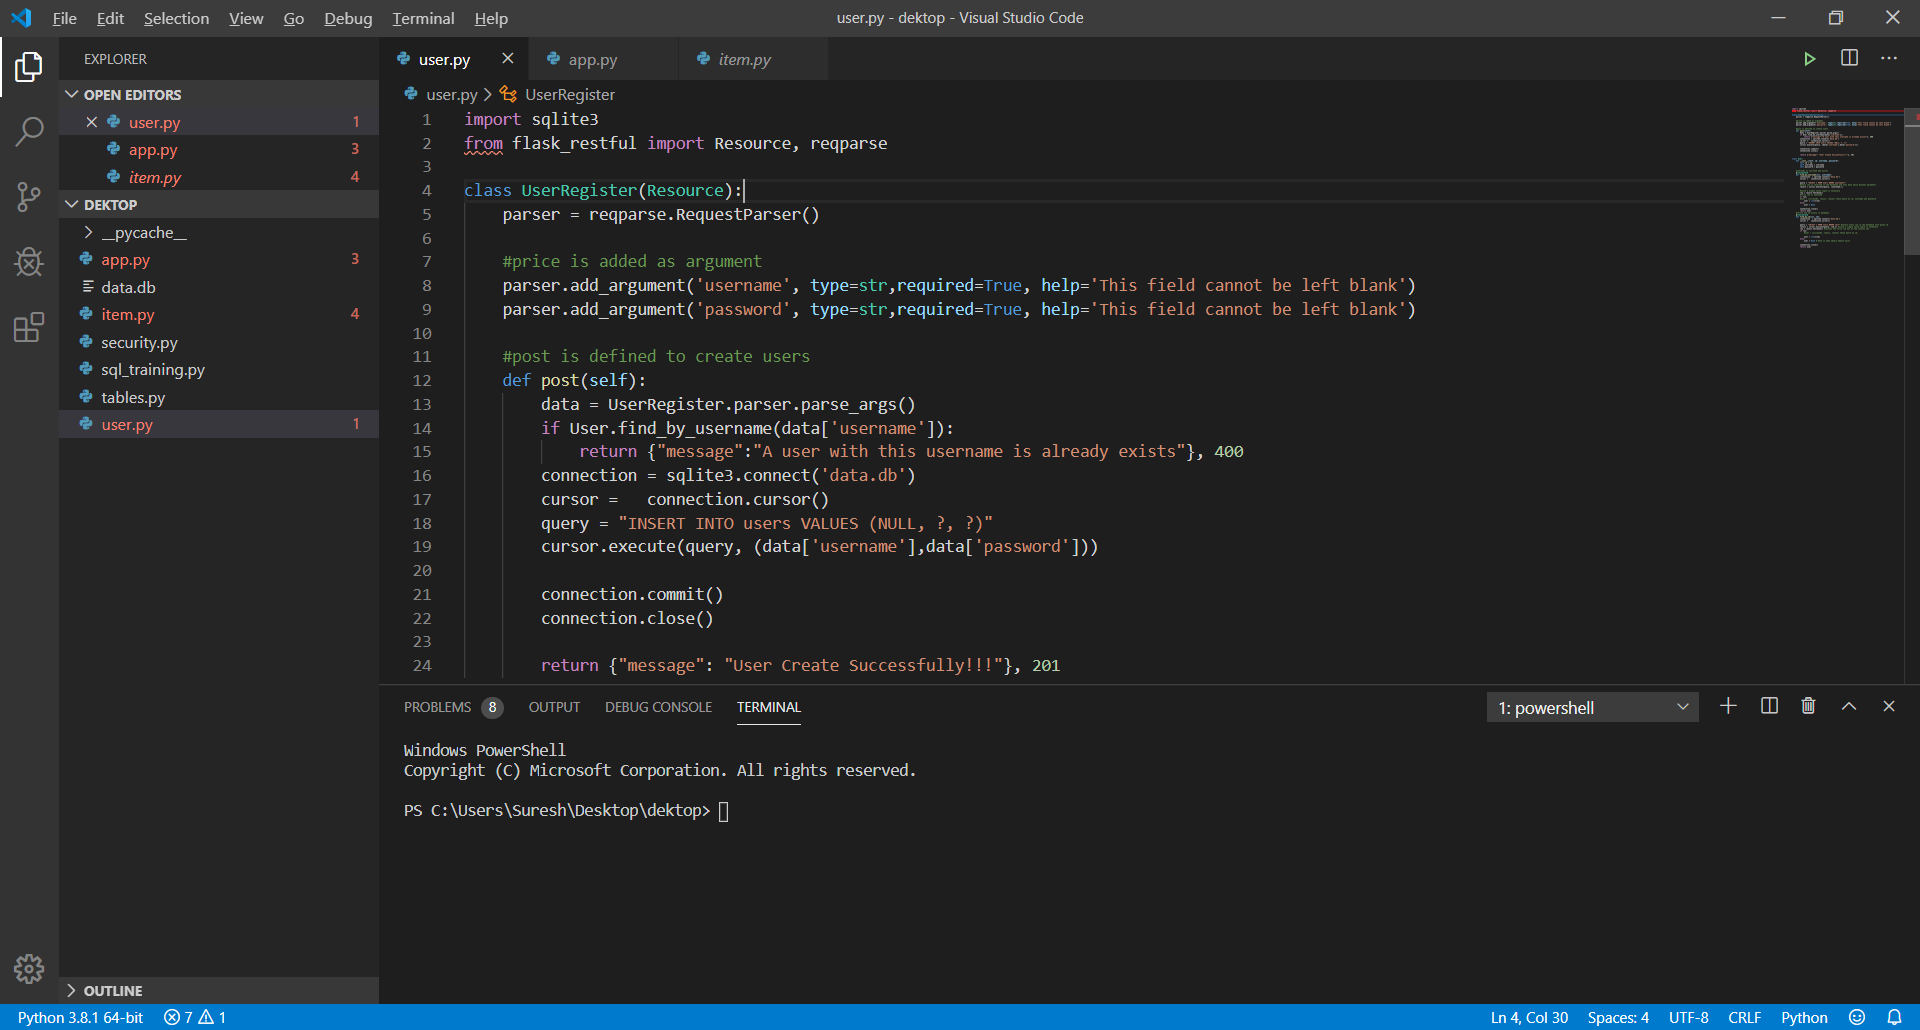 File Edit Selection View Go Debug Terminal Help
user.py - dektop - Visual Studio Code
EXPLORER
OPEN EDITORS
user.py 1
app.py 3
item.py 4
DEKTOP
__pycache__
app.py 3
data.db
item.py 4
security.py
sql_training.py
tables.py
user.py 1
OUTLINE
user.py app.py item.py
user.py UserRegister
1 import sqlite3
2 from flask_restful import Resource, reqparse
3
4 class UserRegister(Resource):
5 parser = reqparse.RequestParser()
6
7 #price is added as argument
8 parser.add_argument('username', type=str,required=True, help='This field cannot be left blank')
9 parser.add_argument('password', type=str,required=True, help='This field cannot be left blank')
10
11 #post is defined to create users
12 def post(self):
13 data = UserRegister.parser.parse_args()
14 if User.find_by_username(data['username']):
15 return {"message":"A user with this username is already exists"}, 400
16 connection = sqlite3.connect('data.db')
17 cursor =   connection.cursor()
18 query = "INSERT INTO users VALUES (NULL, ?, ?)"
19 cursor.execute(query, (data['username'],data['password']))
20
21 connection.commit()
22 connection.close()
23
24 return {"message": "User Create Successfully!!!"}, 201
PROBLEMS 8 OUTPUT DEBUG CONSOLE TERMINAL
1: powershell
Windows PowerShell
Copyright (C) Microsoft Corporation. All rights reserved.
PS C:\Users\Suresh\Desktop\dektop>
Python 3.8.1 64-bit 7 1
Ln 4, Col 30 Spaces: 4 UTF-8 CRLF Python